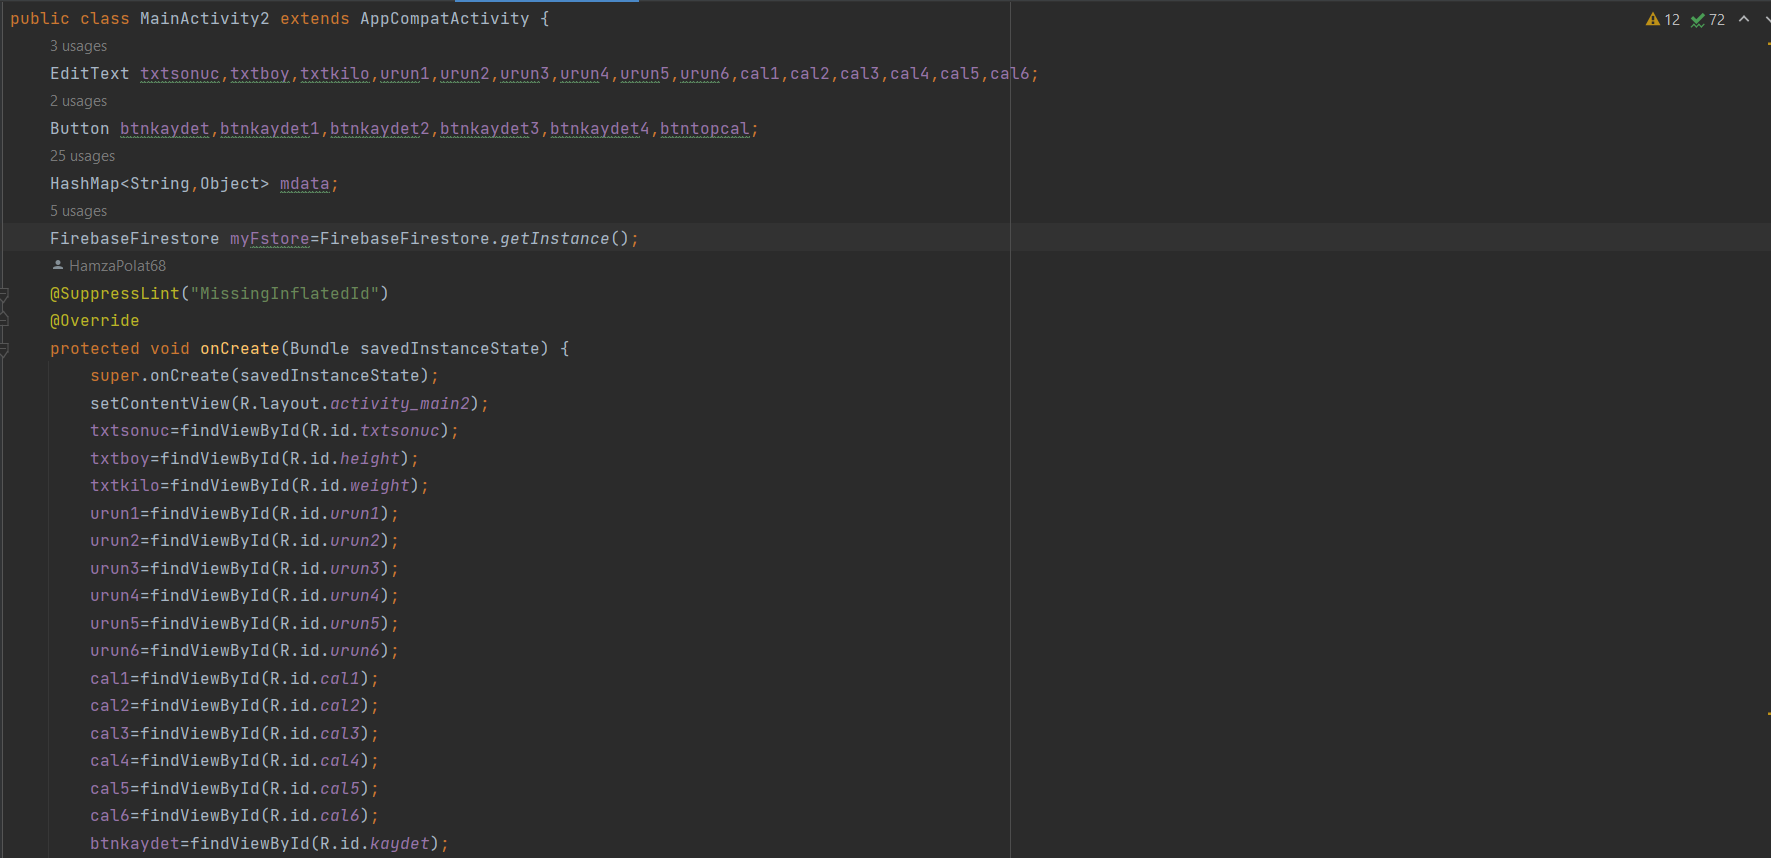 public class MainActivity2 extends AppCompatActivity {
12 72
3 usages
EditText txtsonuc,txtboy,txtkilo,urun1,urun2,urun3,urun4,urun5,urun6,cal1,cal2,cal3,cal4,cal5,cal6;
2 usages
Button btnkaydet,btnkaydet1,btnkaydet2,btnkaydet3,btnkaydet4,btntopcal;
25 usages
HashMap<String,Object> mdata;
5 usages
FirebaseFirestore myFstore=FirebaseFirestore.getInstance();
HamzaPolat68
@SuppressLint("MissingInflatedId")
@Override
protected void onCreate(Bundle savedInstanceState) {
super.onCreate(savedInstanceState);
setContentView(R.layout.activity_main2);
txtsonuc=findViewById(R.id.txtsonuc);
txtboy=findViewById(R.id.height);
txtkilo=findViewById(R.id.weight);
urun1=findViewById(R.id.urun1);
urun2=findViewById(R.id.urun2);
urun3=findViewById(R.id.urun3);
urun4=findViewById(R.id.urun4);
urun5=findViewById(R.id.urun5);
urun6=findViewById(R.id.urun6);
cal1=findViewById(R.id.cal1);
cal2=findViewById(R.id.cal2);
cal3=findViewById(R.id.cal3);
cal4=findViewById(R.id.cal4);
cal5=findViewById(R.id.cal5);
cal6=findViewById(R.id.cal6);
btnkaydet=findViewById(R.id.kaydet);